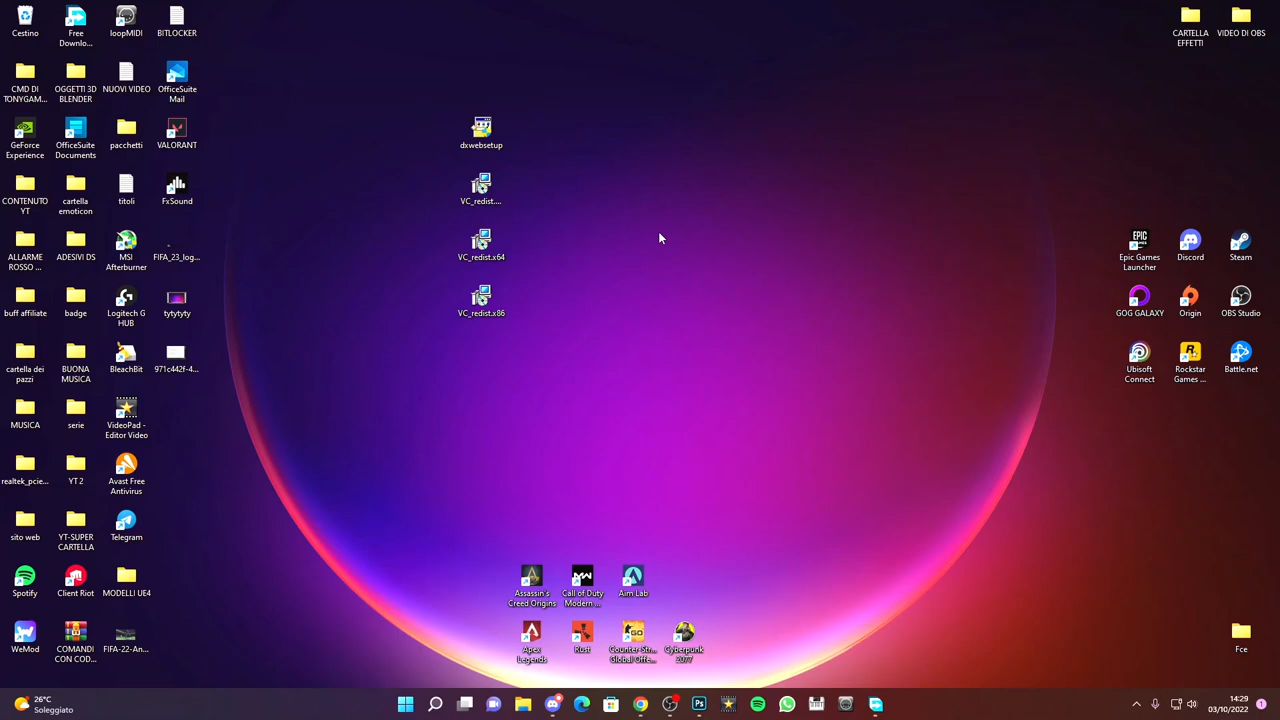 Cestino
Free
Downlo...
loopMIDI
BITLOCKER
CMD DI
TONYGAM...
OGGETTI 3D
BLENDER
NUOVI VIDEO
OfficeSuite
Mail
GeForce
Experience
OfficeSuite
Documents
pacchetti
VALORANT
CONTENUTO
YT
cartella
emoticon
titoli
FxSound
ALLARME
ROSSO ...
ADESIVI DS
MSI
Afterburner
FIFA_23_log...
buff affiliate
badge
Logitech G
HUB
tytytyty
cartella dei
pazzi
BUONA
MUSICA
BleachBit
971c442f-4...
MUSICA
serie
VideoPad -
Editor Video
realtek_pcie...
YT 2
Avast Free
Antivirus
sito web
YT-SUPER
CARTELLA
Telegram
Spotify
Client Riot
MODELLI UE4
WeMod
COMANDI
CON COD...
FIFA-22-An...
dxwebsetup
VC_redist....
VC_redist.x64
VC_redist.x86
Assassin's
Creed Origins
Call of Duty
Modern ...
Aim Lab
Apex
Legends
Rust
Counter-Str...
Global Offe...
Cyberpunk
2077
CARTELLA
EFFETTI
VIDEO DI OBS
Epic Games
Launcher
Discord
Steam
GOG GALAXY
Origin
OBS Studio
Ubisoft
Connect
Rockstar
Games ...
Battle.net
Fce
26°C
Soleggiato
14:29
03/10/2022
1